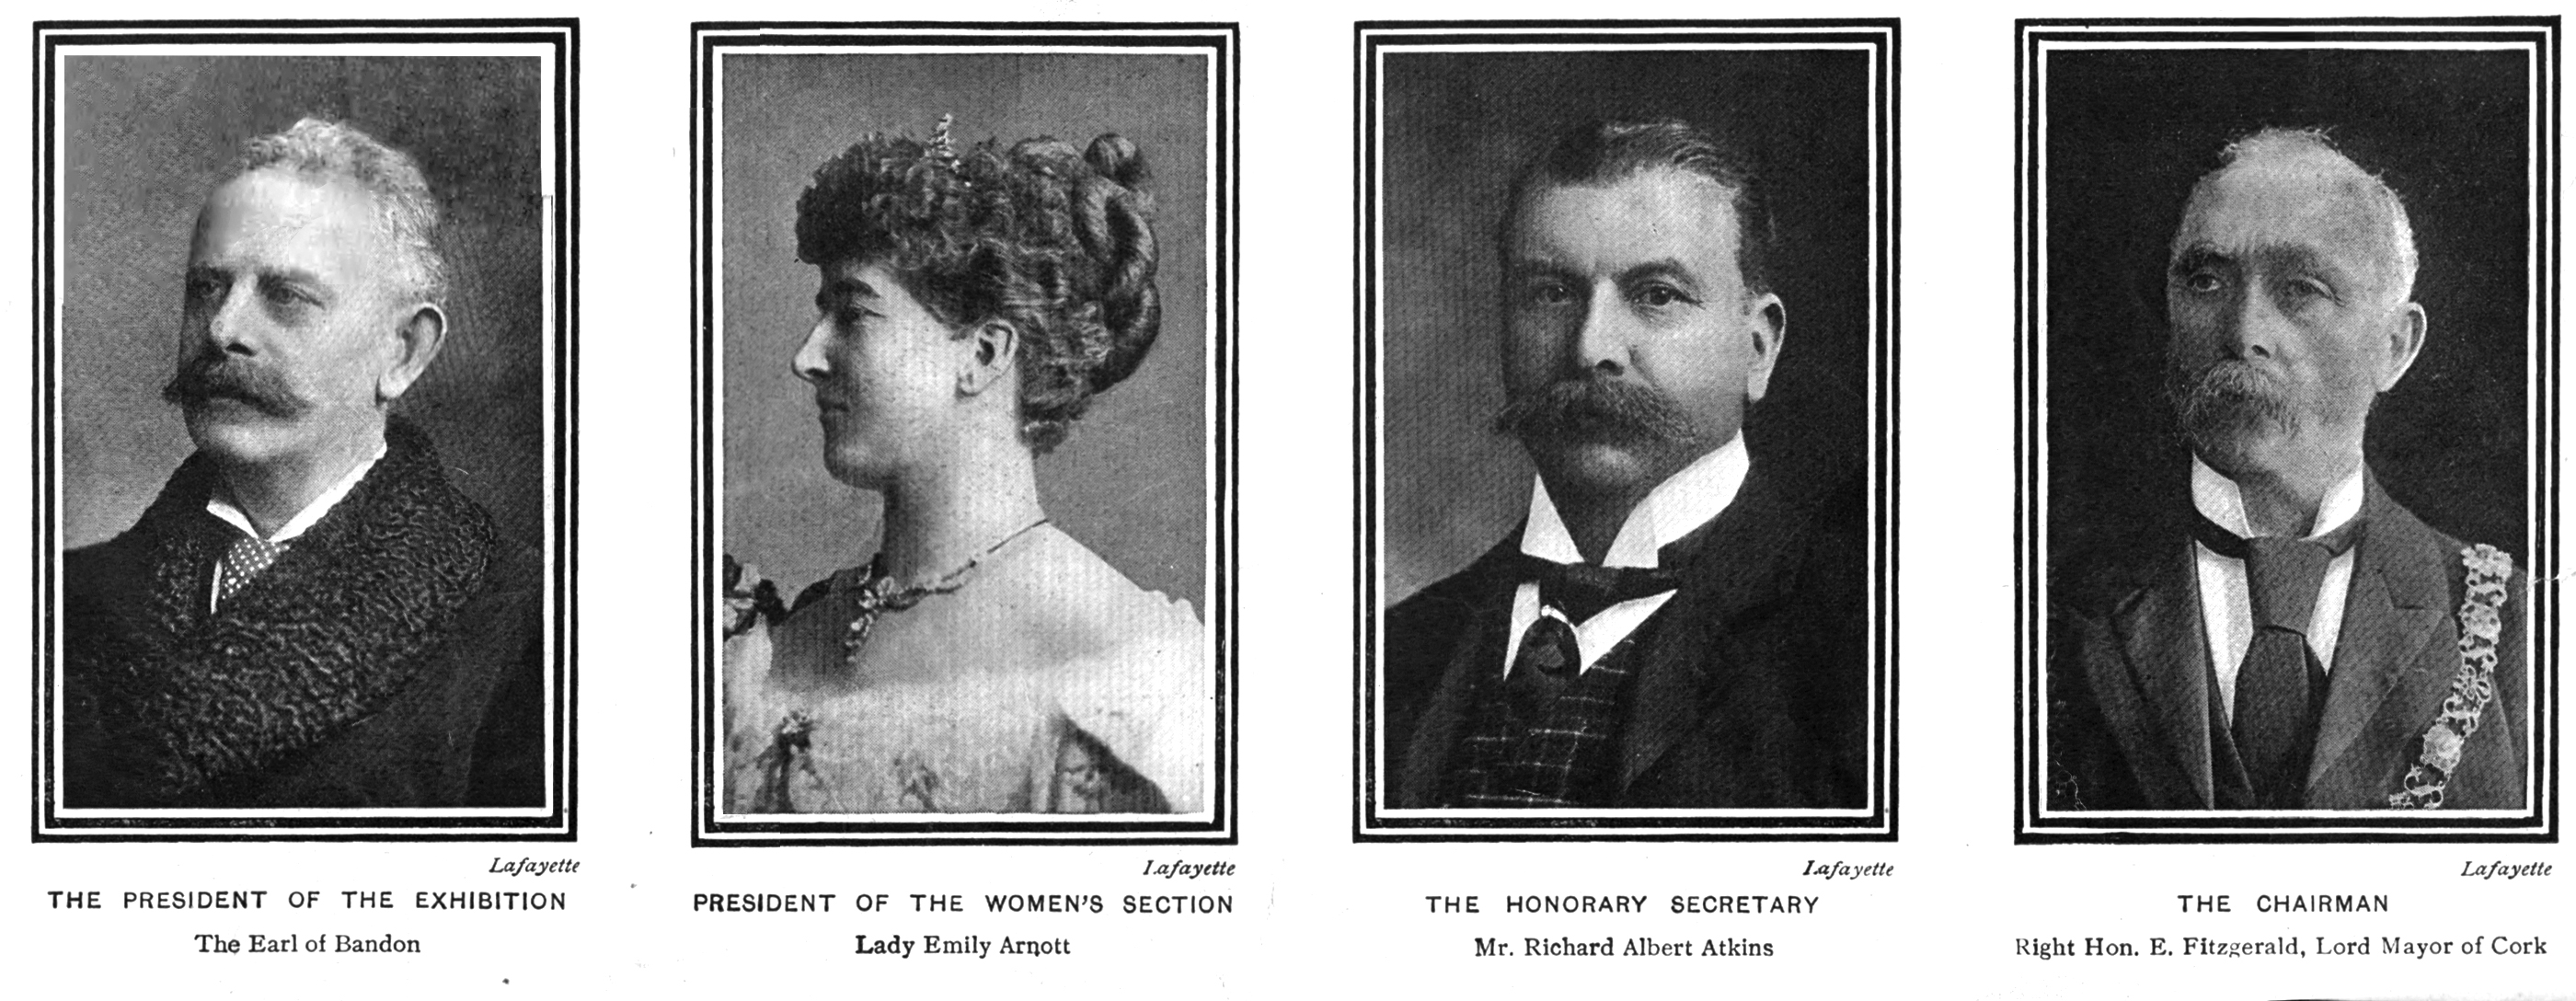 Lafayette
THE PRESIDENT OF THE EXHIBITION
The Earl of Bandon
Lafayette
PRESIDENT OF THE WOMEN'S SECTION
Lady Emily Arnott
Lafayette
THE HONORARY SECRETARY
Mr. Richard Albert Atkins
Lafayette
THE CHAIRMAN
Right Hon. E. Fitzgerald, Lord Mayor of Cork